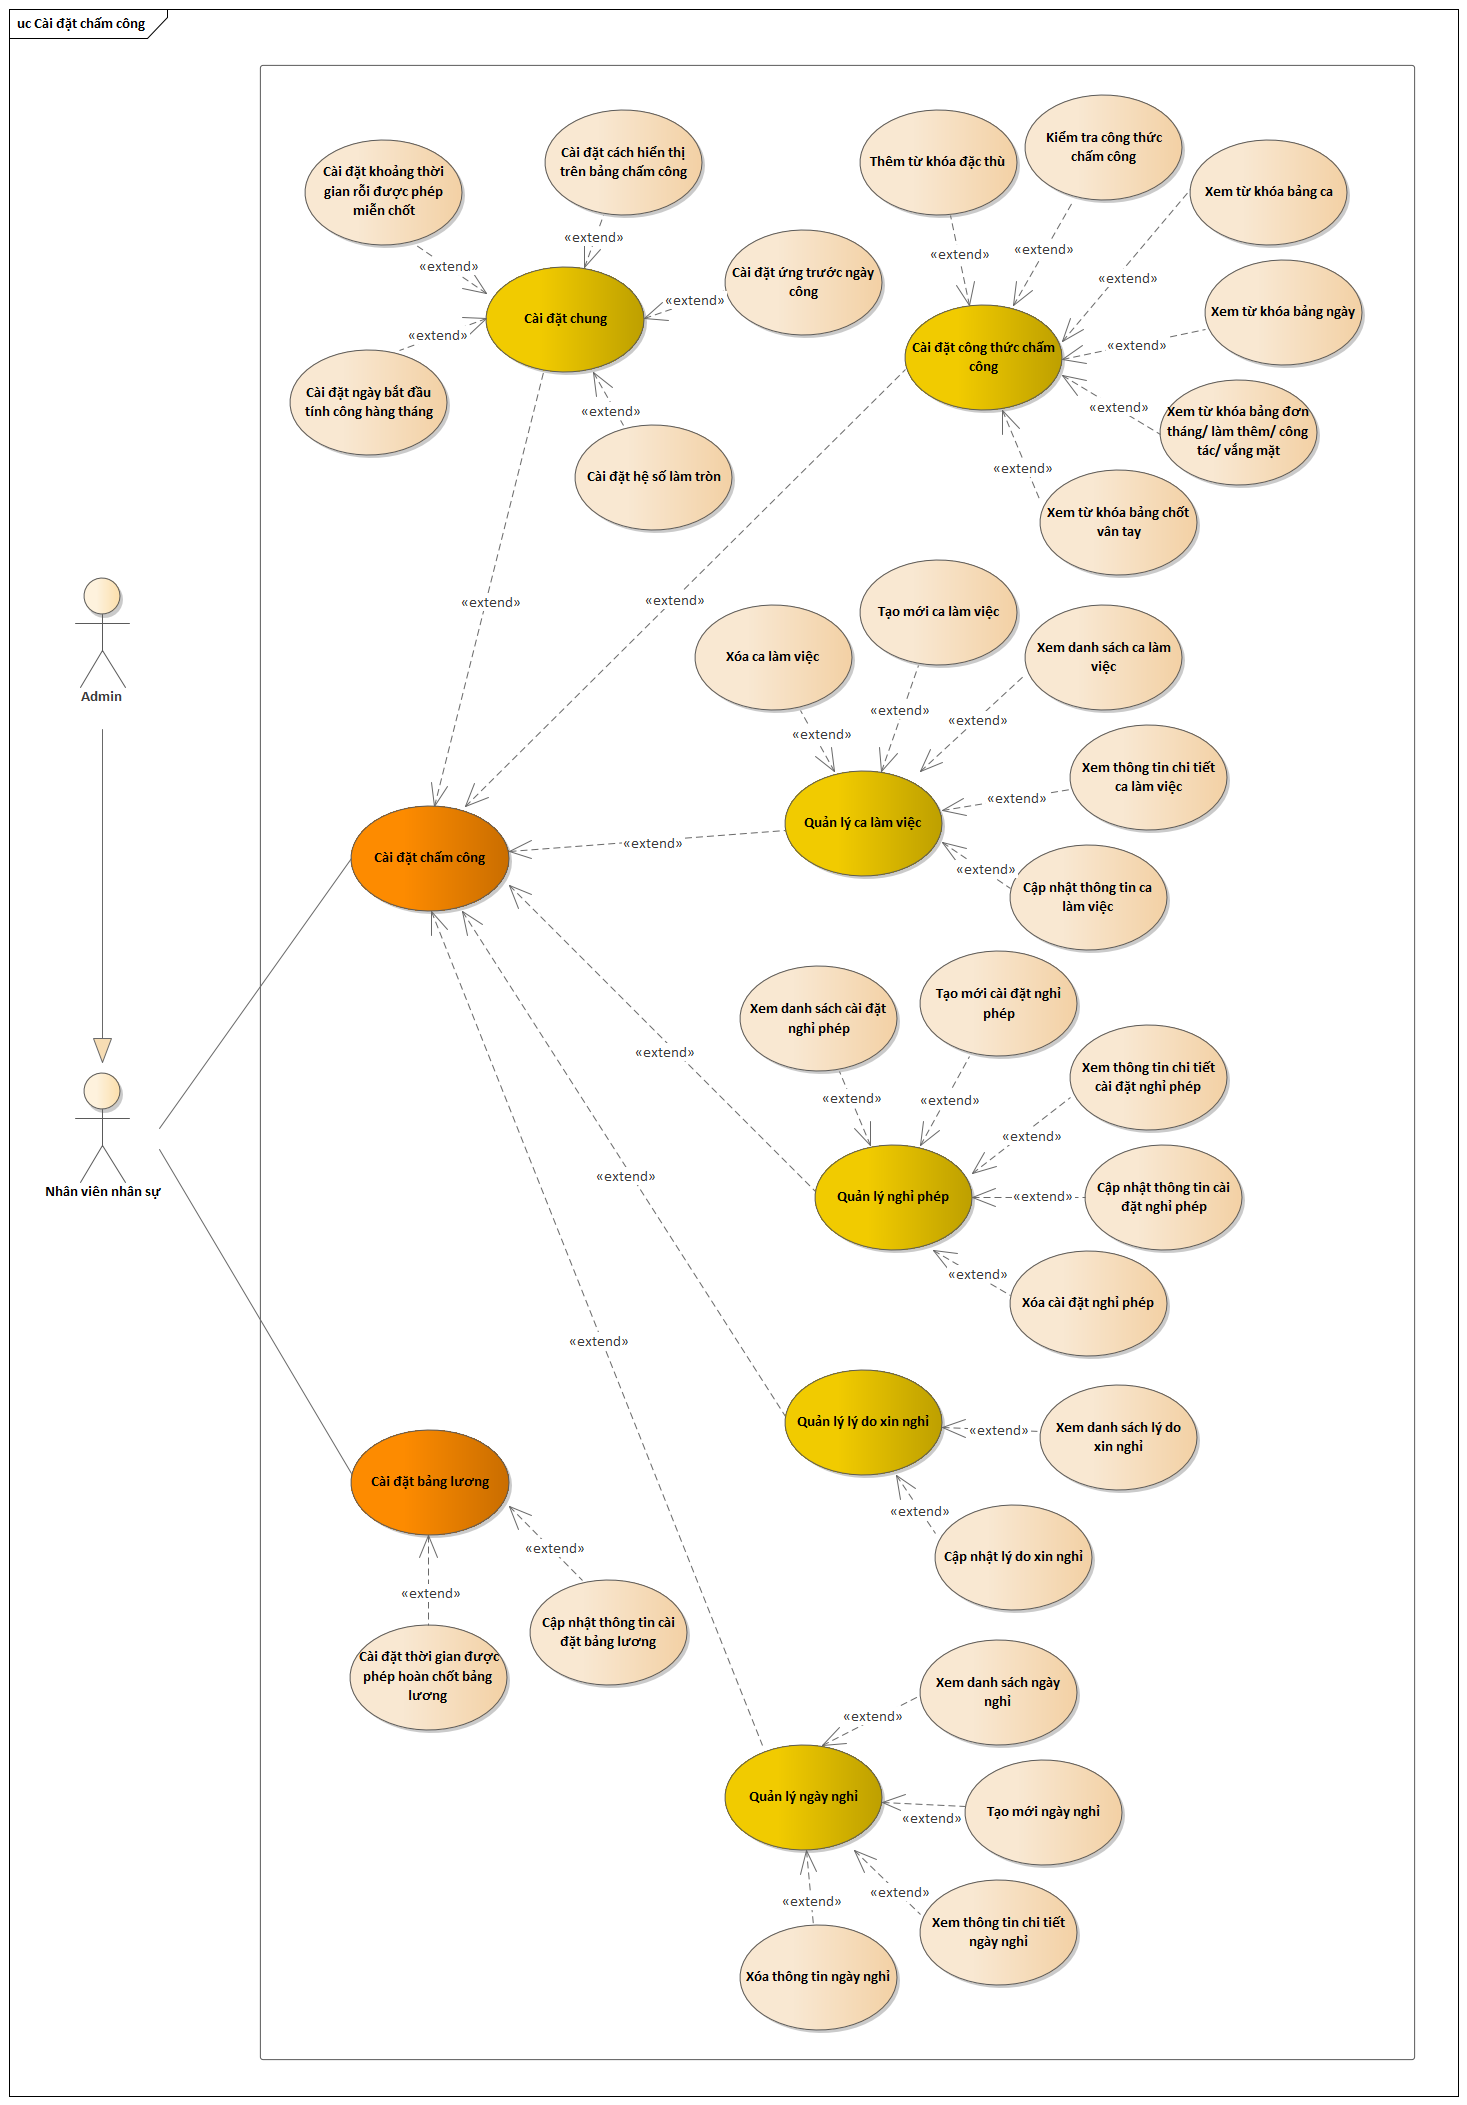 uc Cài đặt chấm công
Cài đặt khoảng thời
gian rỗi được phép
miễn chốt
Cài đặt cách hiển thị
trên bảng chấm công
Cài đặt ứng trước ngày
công
Cài đặt chung
Cài đặt ngày bắt đầu
tính công hàng tháng
Cài đặt hệ số làm tròn
«extend»
«extend»
«extend»
«extend»
«extend»
Thêm từ khóa đặc thù
Kiểm tra công thức
chấm công
Xem từ khóa bảng ca
Xem từ khóa bảng ngày
Cài đặt công thức chấm
công
Xem từ khóa bảng đơn
tháng/ làm thêm/ công
tác/ vắng mặt
Xem từ khóa bảng chốt
vân tay
«extend»
«extend»
«extend»
«extend»
«extend»
«extend»
«extend»
«extend»
Admin
Xóa ca làm việc
Tạo mới ca làm việc
Xem danh sách ca làm
việc
Xem thông tin chi tiết
ca làm việc
Quản lý ca làm việc
Cập nhật thông tin ca
làm việc
«extend»
«extend»
«extend»
«extend»
«extend»
«extend»
Cài đặt chấm công
Xem danh sách cài đặt
nghỉ phép
Tạo mới cài đặt nghỉ
phép
Xem thông tin chi tiết
cài đặt nghỉ phép
Quản lý nghỉ phép
Cập nhật thông tin cài
đặt nghỉ phép
Xóa cài đặt nghỉ phép
«extend»
«extend»
«extend»
«extend»
«extend»
«extend»
Nhân viên nhân sự
«extend»
«extend»
Quản lý lý do xin nghỉ
Xem danh sách lý do
xin nghỉ
Cập nhật lý do xin nghỉ
«extend»
«extend»
Cài đặt bảng lương
«extend»
«extend»
Cài đặt thời gian được
phép hoàn chốt bảng
lương
Cập nhật thông tin cài
đặt bảng lương
Xem danh sách ngày
nghỉ
Quản lý ngày nghỉ
Tạo mới ngày nghỉ
Xem thông tin chi tiết
ngày nghỉ
Xóa thông tin ngày nghỉ
«extend»
«extend»
«extend»
«extend»